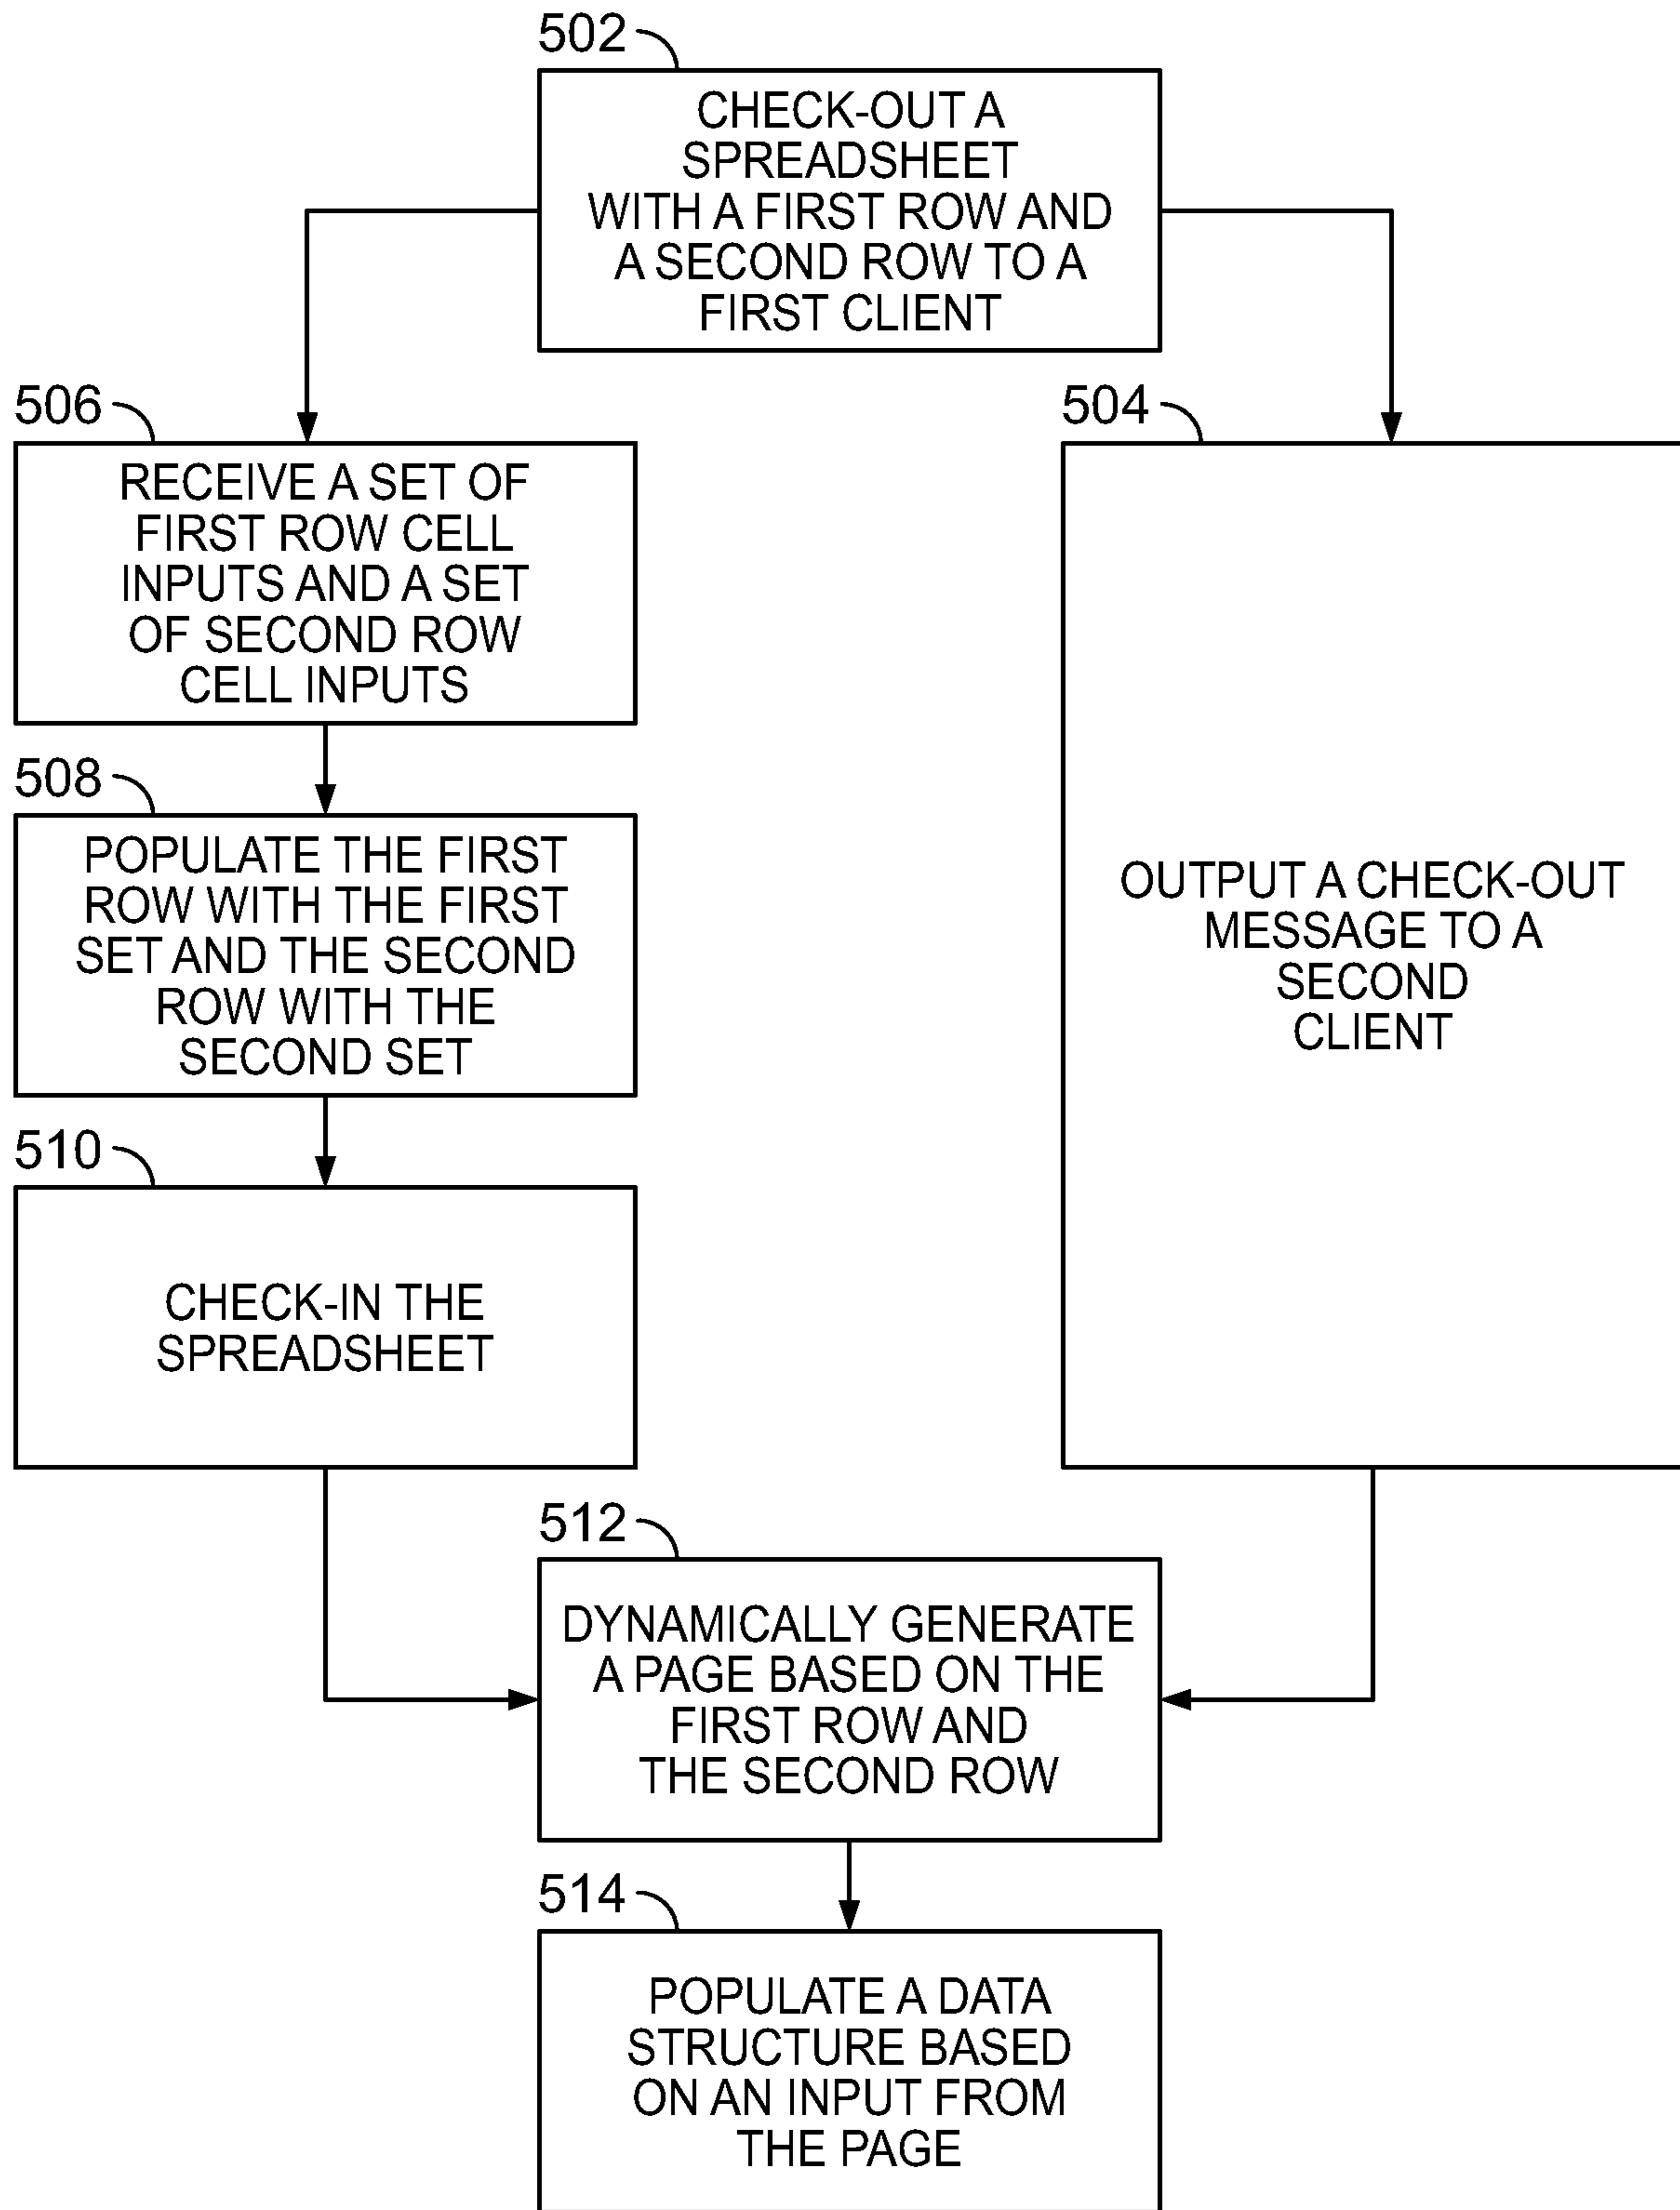 502
CHECK-OUT A
SPREADSHEET
WITH A FIRST ROW AND
A SECOND ROW TO A
FIRST CLIENT
506
RECEIVE A SET OF
FIRST ROW CELL
INPUTS AND A SET
OF SECOND ROW
CELL INPUTS
504
OUTPUT A CHECK-OUT
MESSAGE TO A
SECOND
CLIENT
508
POPULATE THE FIRST
ROW WITH THE FIRST
SET AND THE SECOND
ROW WITH THE
SECOND SET
510
CHECK-IN THE
SPREADSHEET
512
DYNAMICALLY GENERATE
A PAGE BASED ON THE
FIRST ROW AND
THE SECOND ROW
514
POPULATE A DATA
STRUCTURE BASED
ON AN INPUT FROM
THE PAGE